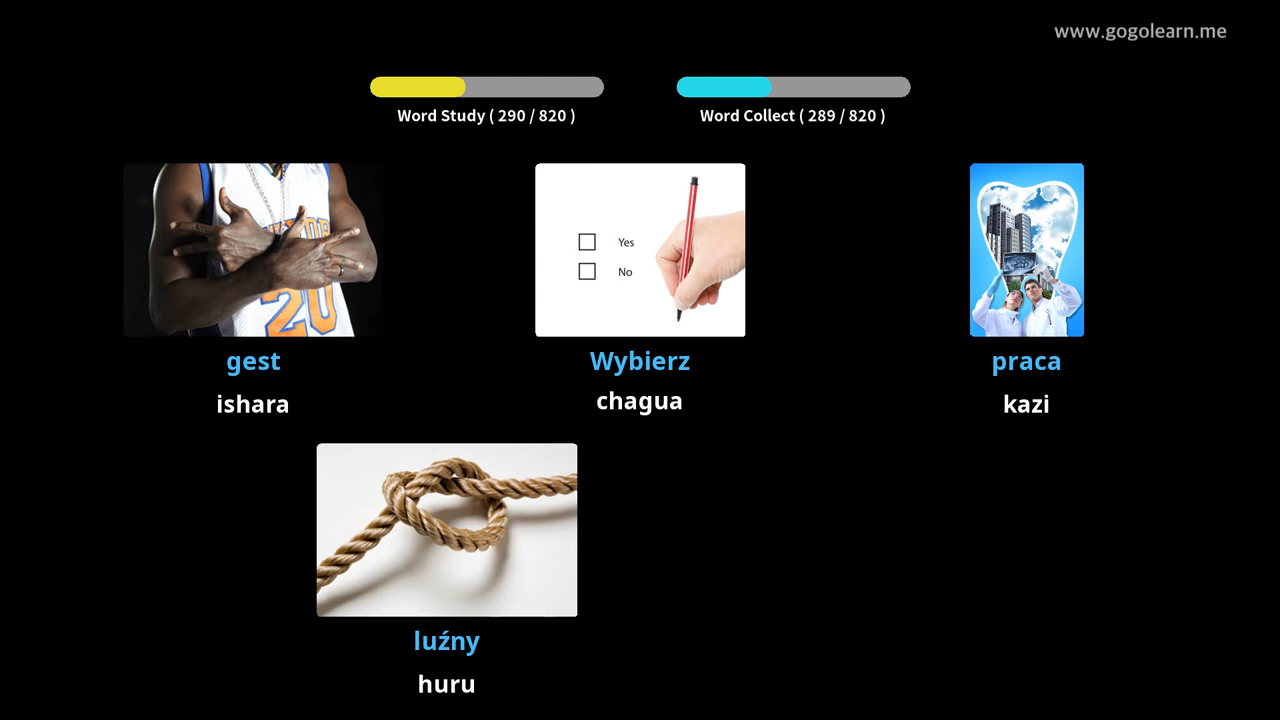 www.gogolearn.me
Word Study ( 290 / 820 )
Word Collect ( 289 / 820 )
20
Yes
No
gest
Wybierz
praca
ishara
chagua
kazi
luźny
huru